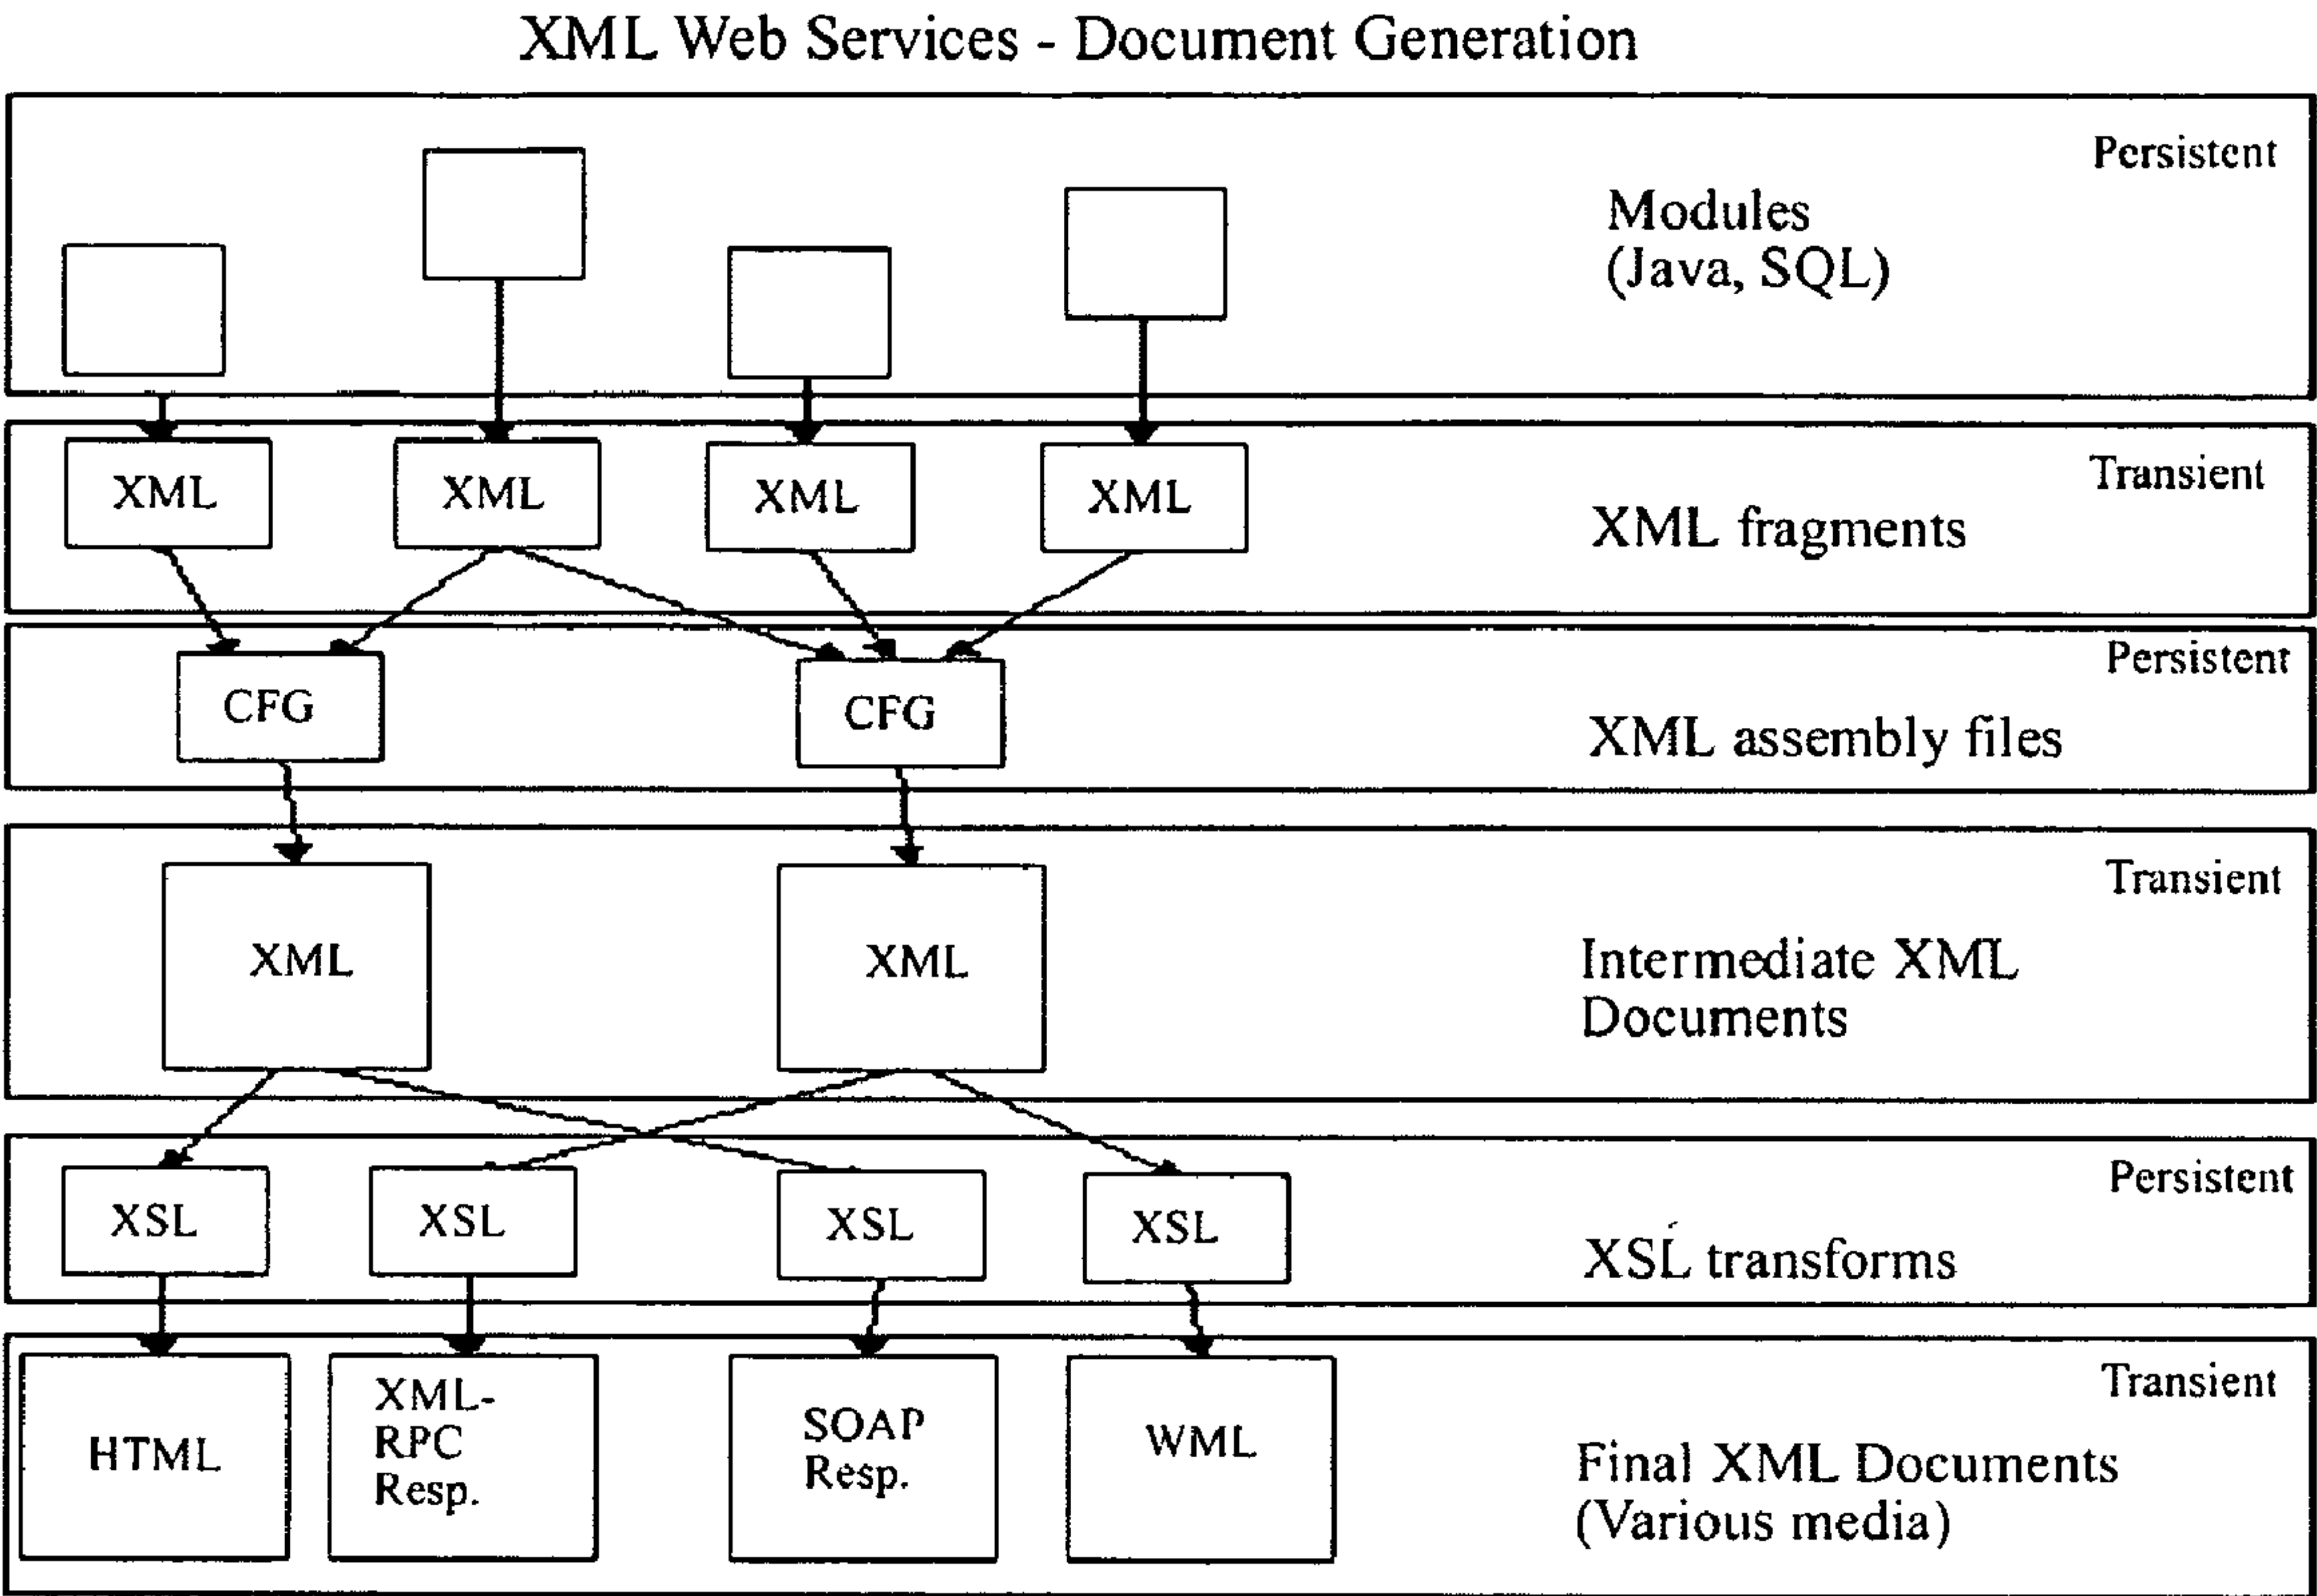 XML Web Services - Document Generation
Persistent
Modules
(Java, SQL)
XML XML XML XML
Transient
XML fragments
CFG CFG
Persistent
XML assembly files
XML XML
Transient
Intermediate XML
Documents
XSL XSL XSL XSL
Persistent
XSL transforms
HTML
XML-
RPC
Resp.
SOAP
Resp.
WML
Transient
Final XML Documents
(Various media)